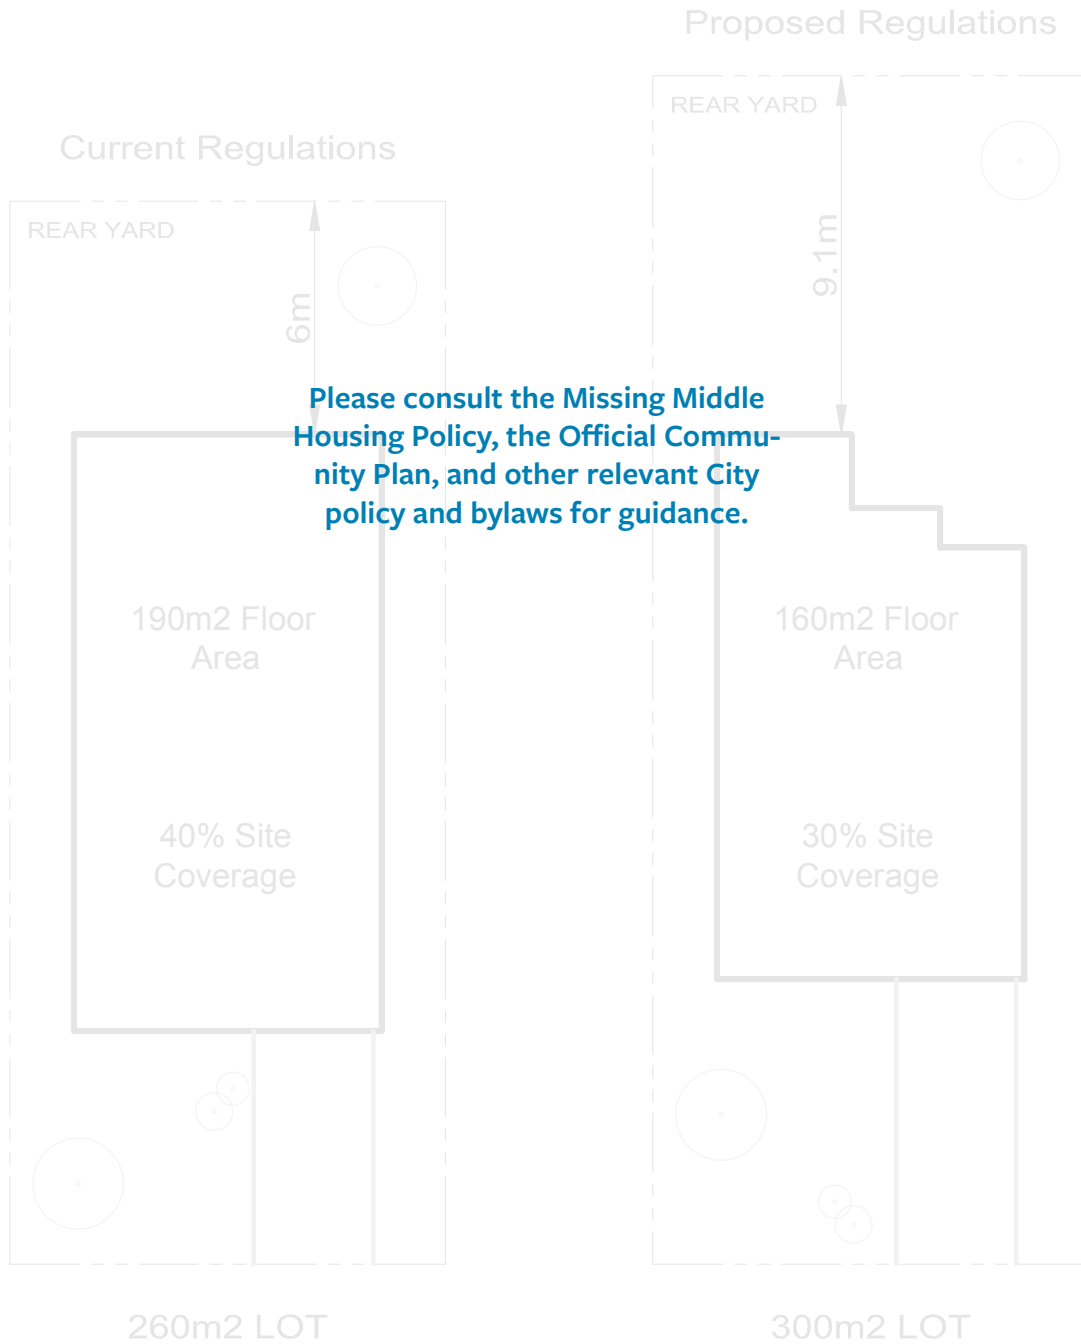 Proposed Regulations
REAR YARD
Current Regulations
REAR YARD
9.1m
6m
Please consult the Missing Middle
Housing Policy, the Official Commu-
nity Plan, and other relevant City
policy and bylaws for guidance.
190m2 Floor
Area
160m2 Floor
Area
40% Site
Coverage
30% Site
Coverage
260m2 LOT
300m2 LOT